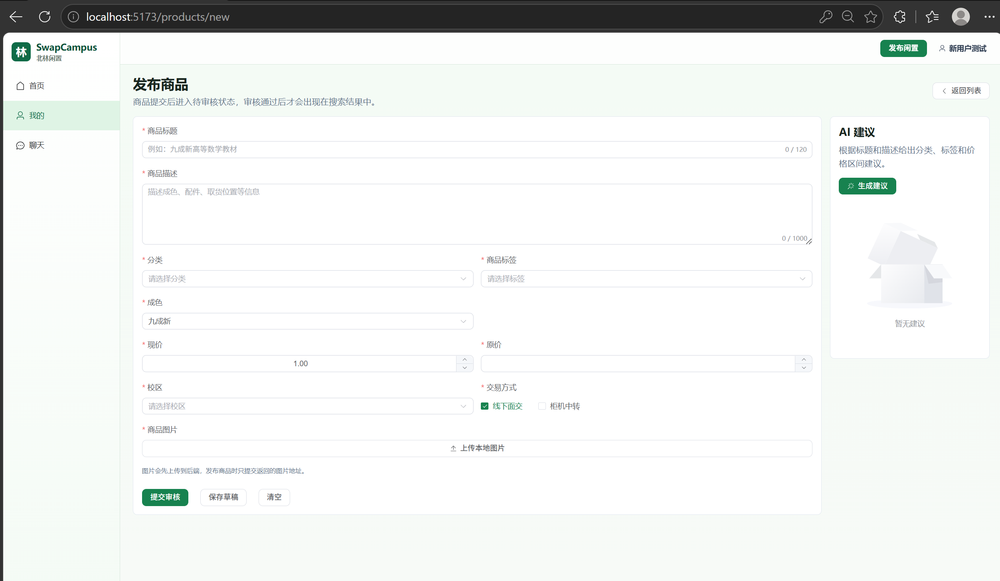 localhost:5173/products/new
林
SwapCampus
北林闲置
发布闲置
新用户测试
首页
我的
聊天
发布商品
商品提交后进入待审核状态，审核通过后才会出现在搜索结果中。
返回列表
* 商品标题
例如：九成新高等数学教材
0 / 120
* 商品描述
描述成色、配件、取货位置等信息
0 / 1000
* 分类
* 商品标签
请选择分类
请选择标签
* 成色
九成新
* 现价
* 原价
1.00
* 校区
* 交易方式
请选择校区
线下面交
柜机中转
* 商品图片
上传本地图片
图片会先上传到后端，发布商品时只提交返回的图片地址。
提交审核
保存草稿
清空
AI 建议
根据标题和描述给出分类、标签和价
格区间建议。
生成建议
暂无建议